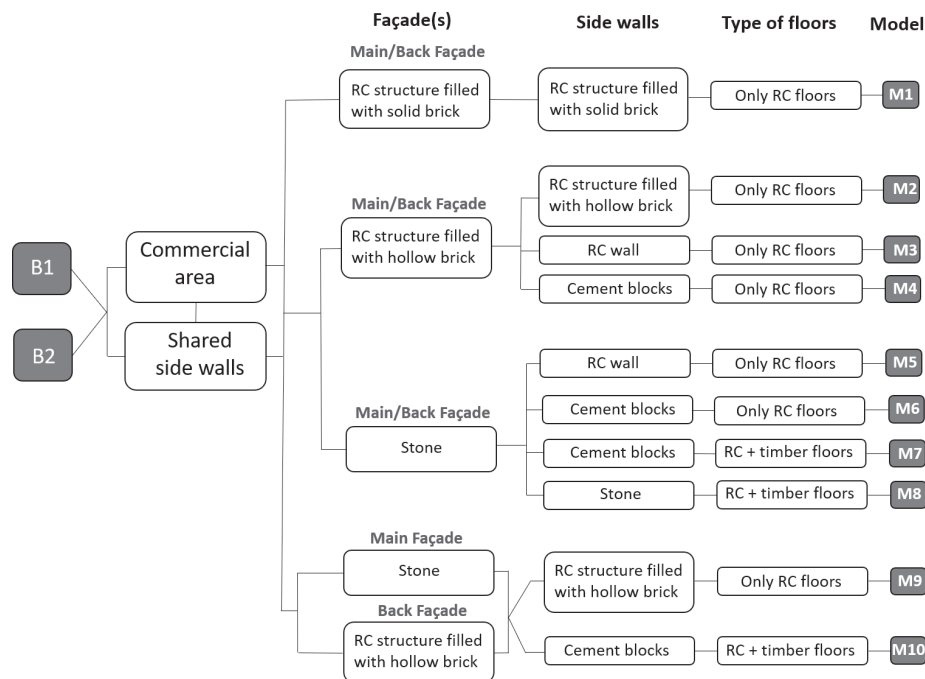 Façade(s)
Side walls
Type of floors
Model
Main/Back Façade
RC structure filled
with solid brick
RC structure filled
with solid brick
Only RC floors
M1
Main/Back Façade
RC structure filled
with hollow brick
RC structure filled
with hollow brick
Only RC floors
M2
RC wall
Only RC floors
M3
Cement blocks
Only RC floors
M4
B1
B2
Commercial
area
Shared
side walls
Main/Back Façade
Stone
RC wall
Only RC floors
M5
Cement blocks
Only RC floors
M6
Cement blocks
RC + timber floors
M7
Stone
RC + timber floors
M8
Main Façade
Stone
Back Façade
RC structure filled
with hollow brick
RC structure filled
with hollow brick
Only RC floors
M9
Cement blocks
RC + timber floors
M10